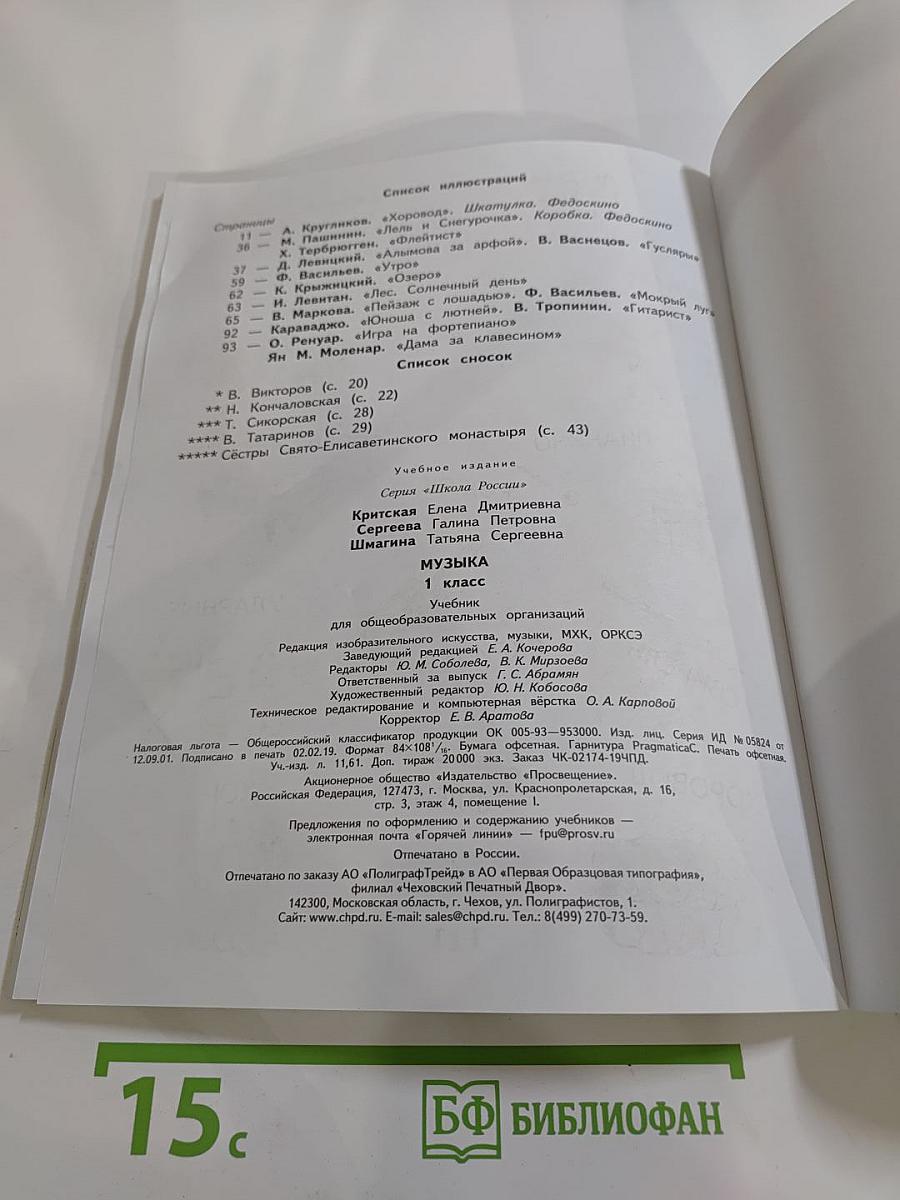 Список иллюстраций
Страницы
11 — А. Кругликов. «Хоровод». Шкатулка. Федоскино
36 — М. Пашинин. «Лель и Снегурочка». Коробка. Федоскино
Х. Тербрюгген. «Флейтист»
37 — Д. Левицкий. «Алымова за арфой». В. Васнецов. «Гусляры»
59 — Ф. Васильев. «Утро»
62 — К. Крыжицкий. «Озеро»
63 — И. Левитан. «Лес. Солнечный день»
65 — В. Маркова. «Пейзаж с лошадью». Ф. Васильев. «Мокрый луг»
92 — Караваджо. «Юноша с лютней». В. Тропинин. «Гитарист»
93 — О. Ренуар. «Игра на фортепиано»
Ян М. Моленар. «Дама за клавесином»
Список сносок
* В. Викторов (с. 20)
** Н. Кончаловская (с. 22)
*** Т. Сикорская (с. 28)
**** В. Татаринов (с. 29)
***** Сёстры Свято-Елисаветинского монастыря (с. 43)
Учебное издание
Серия «Школа России»
Критская Елена Дмитриевна
Сергеева Галина Петровна
Шмагина Татьяна Сергеевна
МУЗЫКА
1 класс
Учебник
для общеобразовательных организаций
Редакция изобразительного искусства, музыки, МХК, ОРКСЭ
Заведующий редакцией Е. А. Кочерова
Редакторы Ю. М. Соболева, В. К. Мирзоева
Ответственный за выпуск Г. С. Абрамян
Художественный редактор Ю. Н. Кобосова
Техническое редактирование и компьютерная вёрстка О. А. Карповой
Корректор Е. В. Аратова
Налоговая льгота — Общероссийский классификатор продукции ОК 005-93—953000. Изд. лиц. Серия ИД № 05824 от
12.09.01. Подписано в печать 02.02.19. Формат 84×108 1/16. Бумага офсетная. Гарнитура PragmaticaC. Печать офсетная.
Уч.-изд. л. 11,61. Доп. тираж 20 000 экз. Заказ ЧК-02174-19ЧПД.
Акционерное общество «Издательство «Просвещение».
Российская Федерация, 127473, г. Москва, ул. Краснопролетарская, д. 16,
стр. 3, этаж 4, помещение I.
Предложения по оформлению и содержанию учебников —
электронная почта «Горячей линии» — fpu@prosv.ru
Отпечатано в России.
Отпечатано по заказу АО «ПолиграфТрейд» в АО «Первая Образцовая типография»,
филиал «Чеховский Печатный Двор».
142300, Московская область, г. Чехов, ул. Полиграфистов, 1.
Сайт: www.chpd.ru. E-mail: sales@chpd.ru. Тел.: 8(499) 270-73-59.
15 с
БФ БИБЛИОФАН